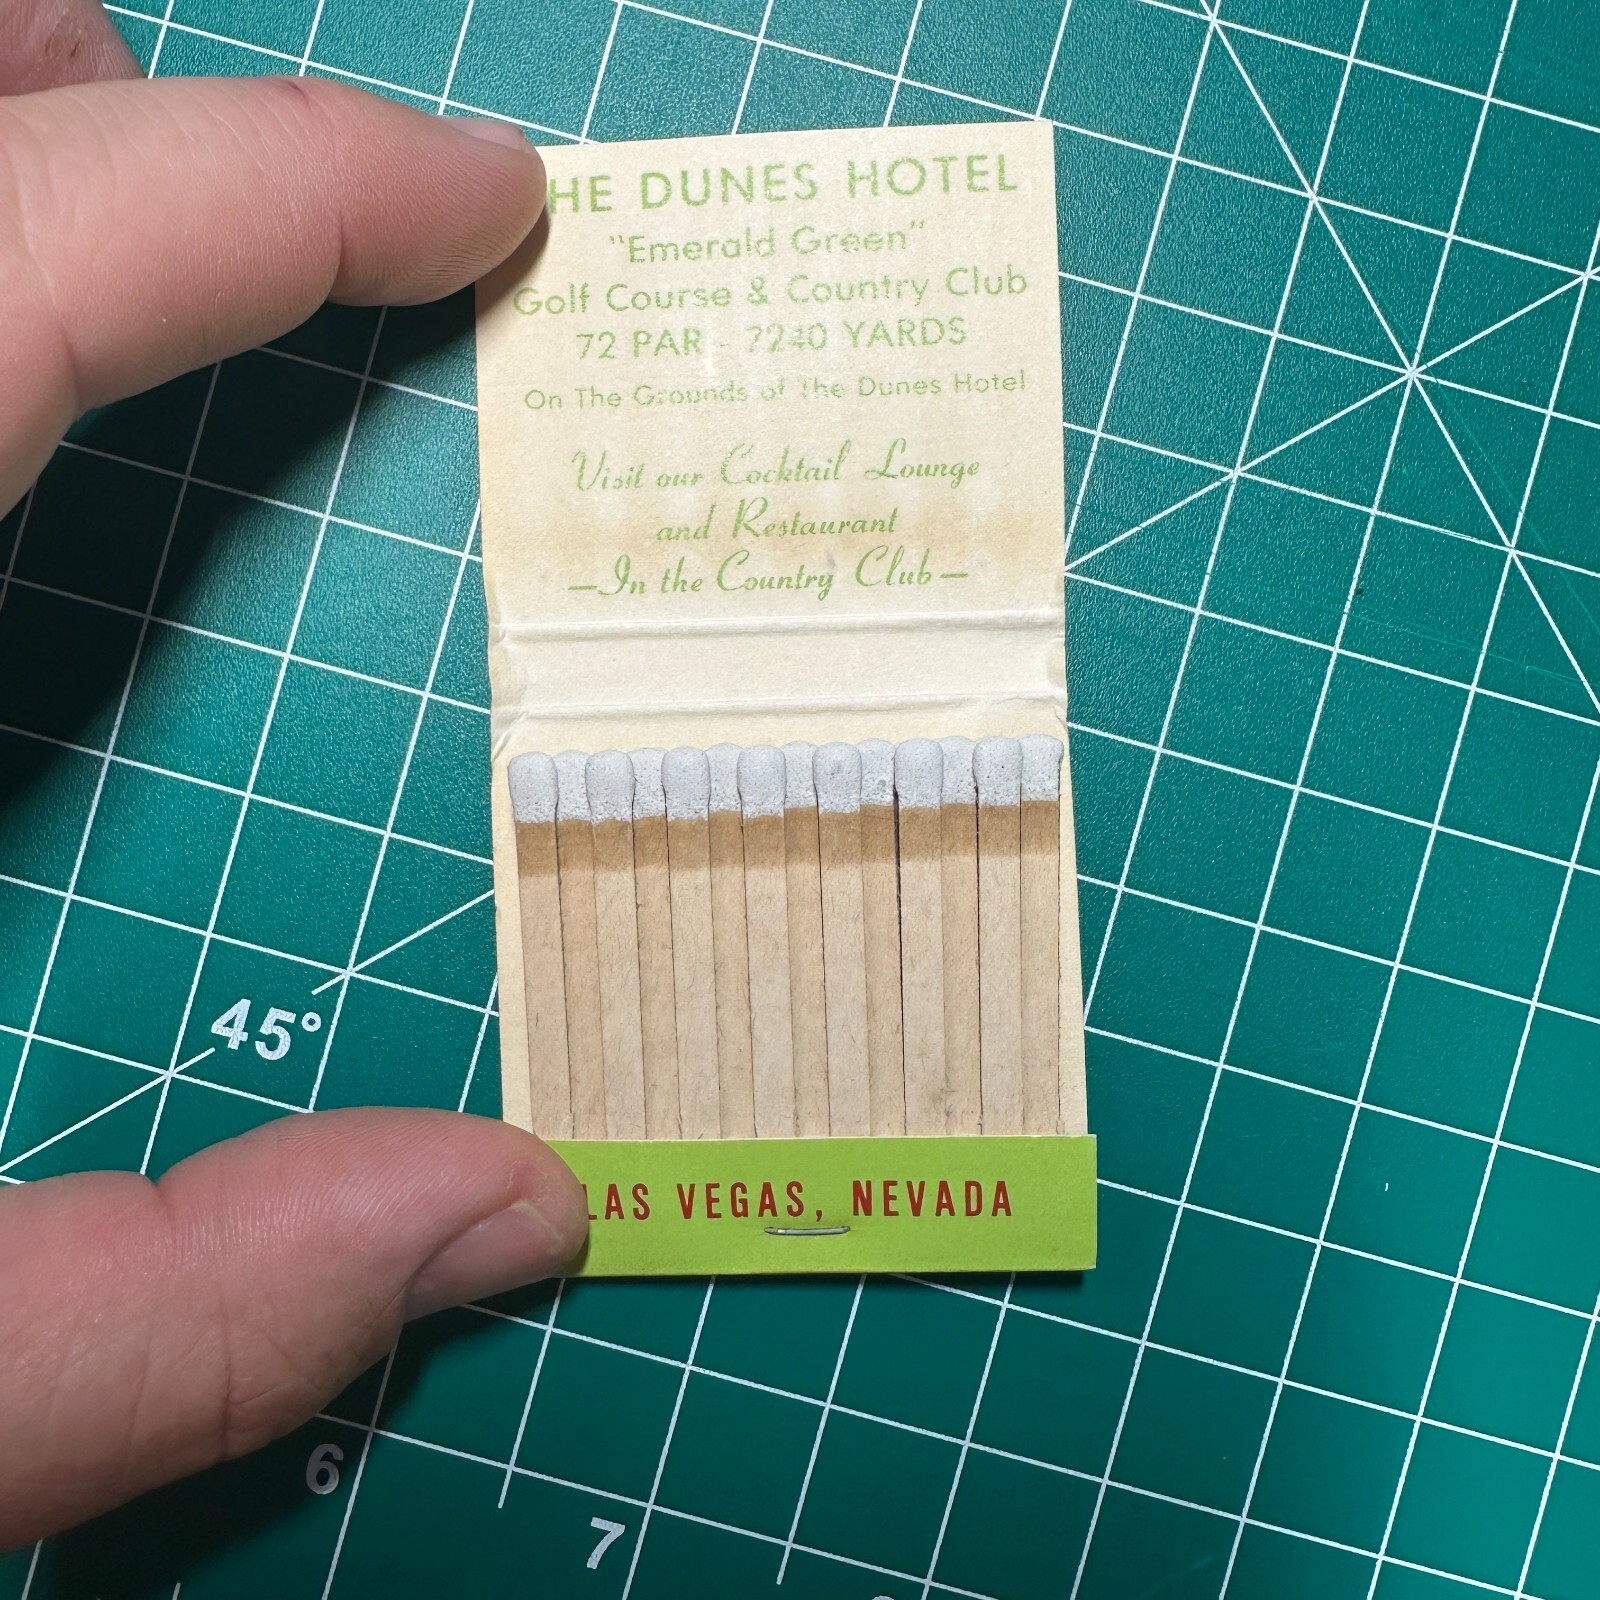 HE DUNES HOTEL
"Emerald Green"
Golf Course & Country Club
72 PAR - 7240 YARDS
On The Grounds of The Dunes Hotel
Visit our Cocktail Lounge
and Restaurant
—In the Country Club—
LAS VEGAS, NEVADA
45°
6
7